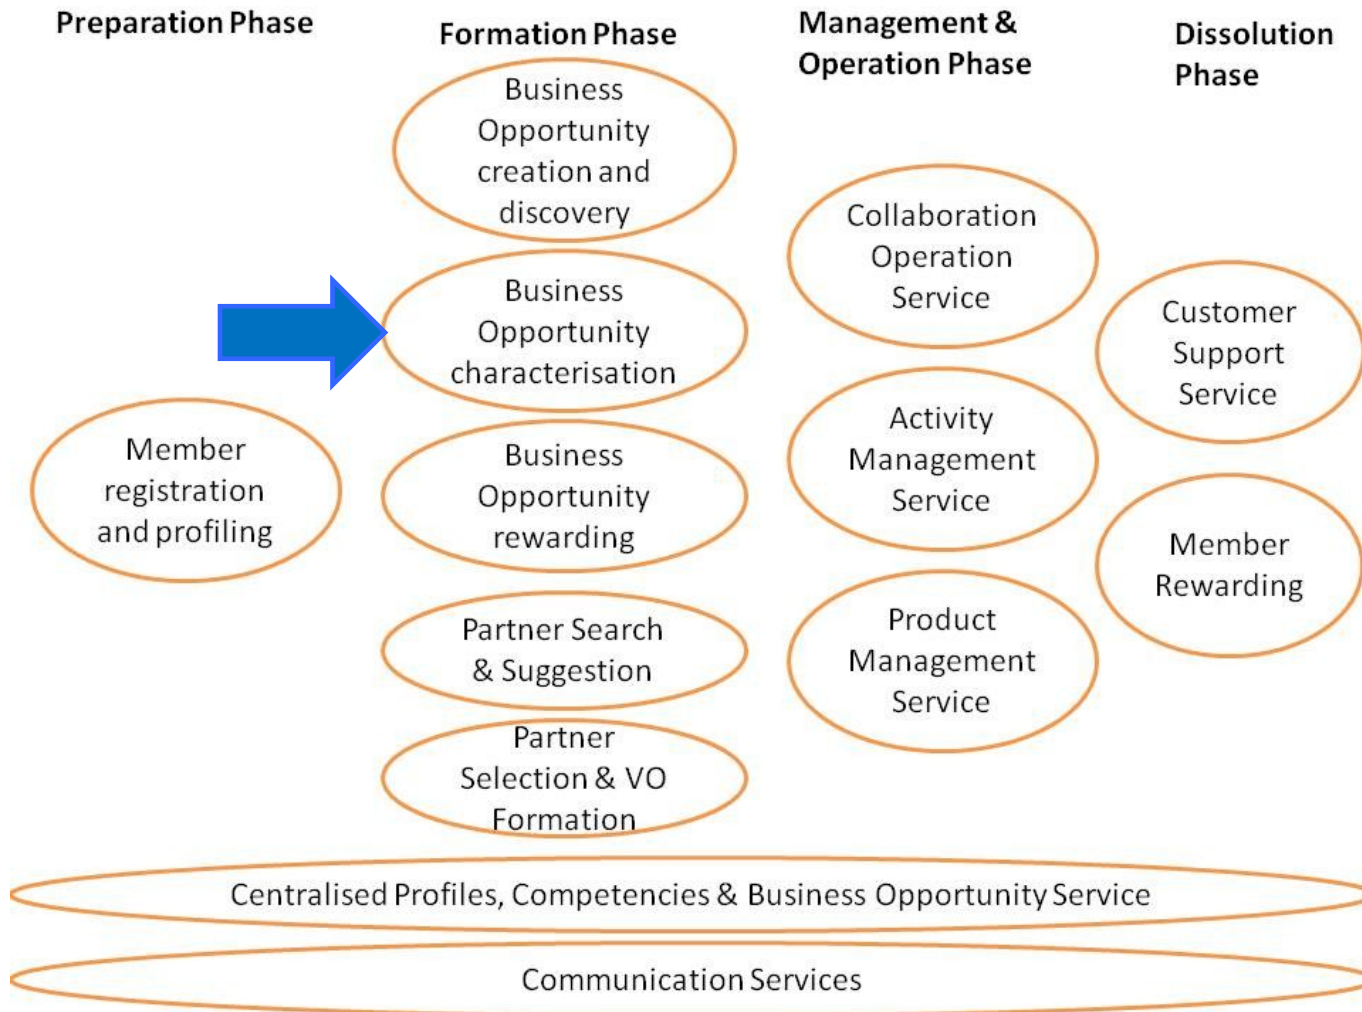 Preparation Phase
Formation Phase
Management &
Operation Phase
Dissolution
Phase
Member
registration
and profiling
Business
Opportunity
creation and
discovery
Business
Opportunity
characterisation
Business
Opportunity
rewarding
Partner Search
& Suggestion
Partner
Selection & VO
Formation
Collaboration
Operation
Service
Activity
Management
Service
Product
Management
Service
Customer
Support
Service
Member
Rewarding
Centralised Profiles, Competencies & Business Opportunity Service
Communication Services